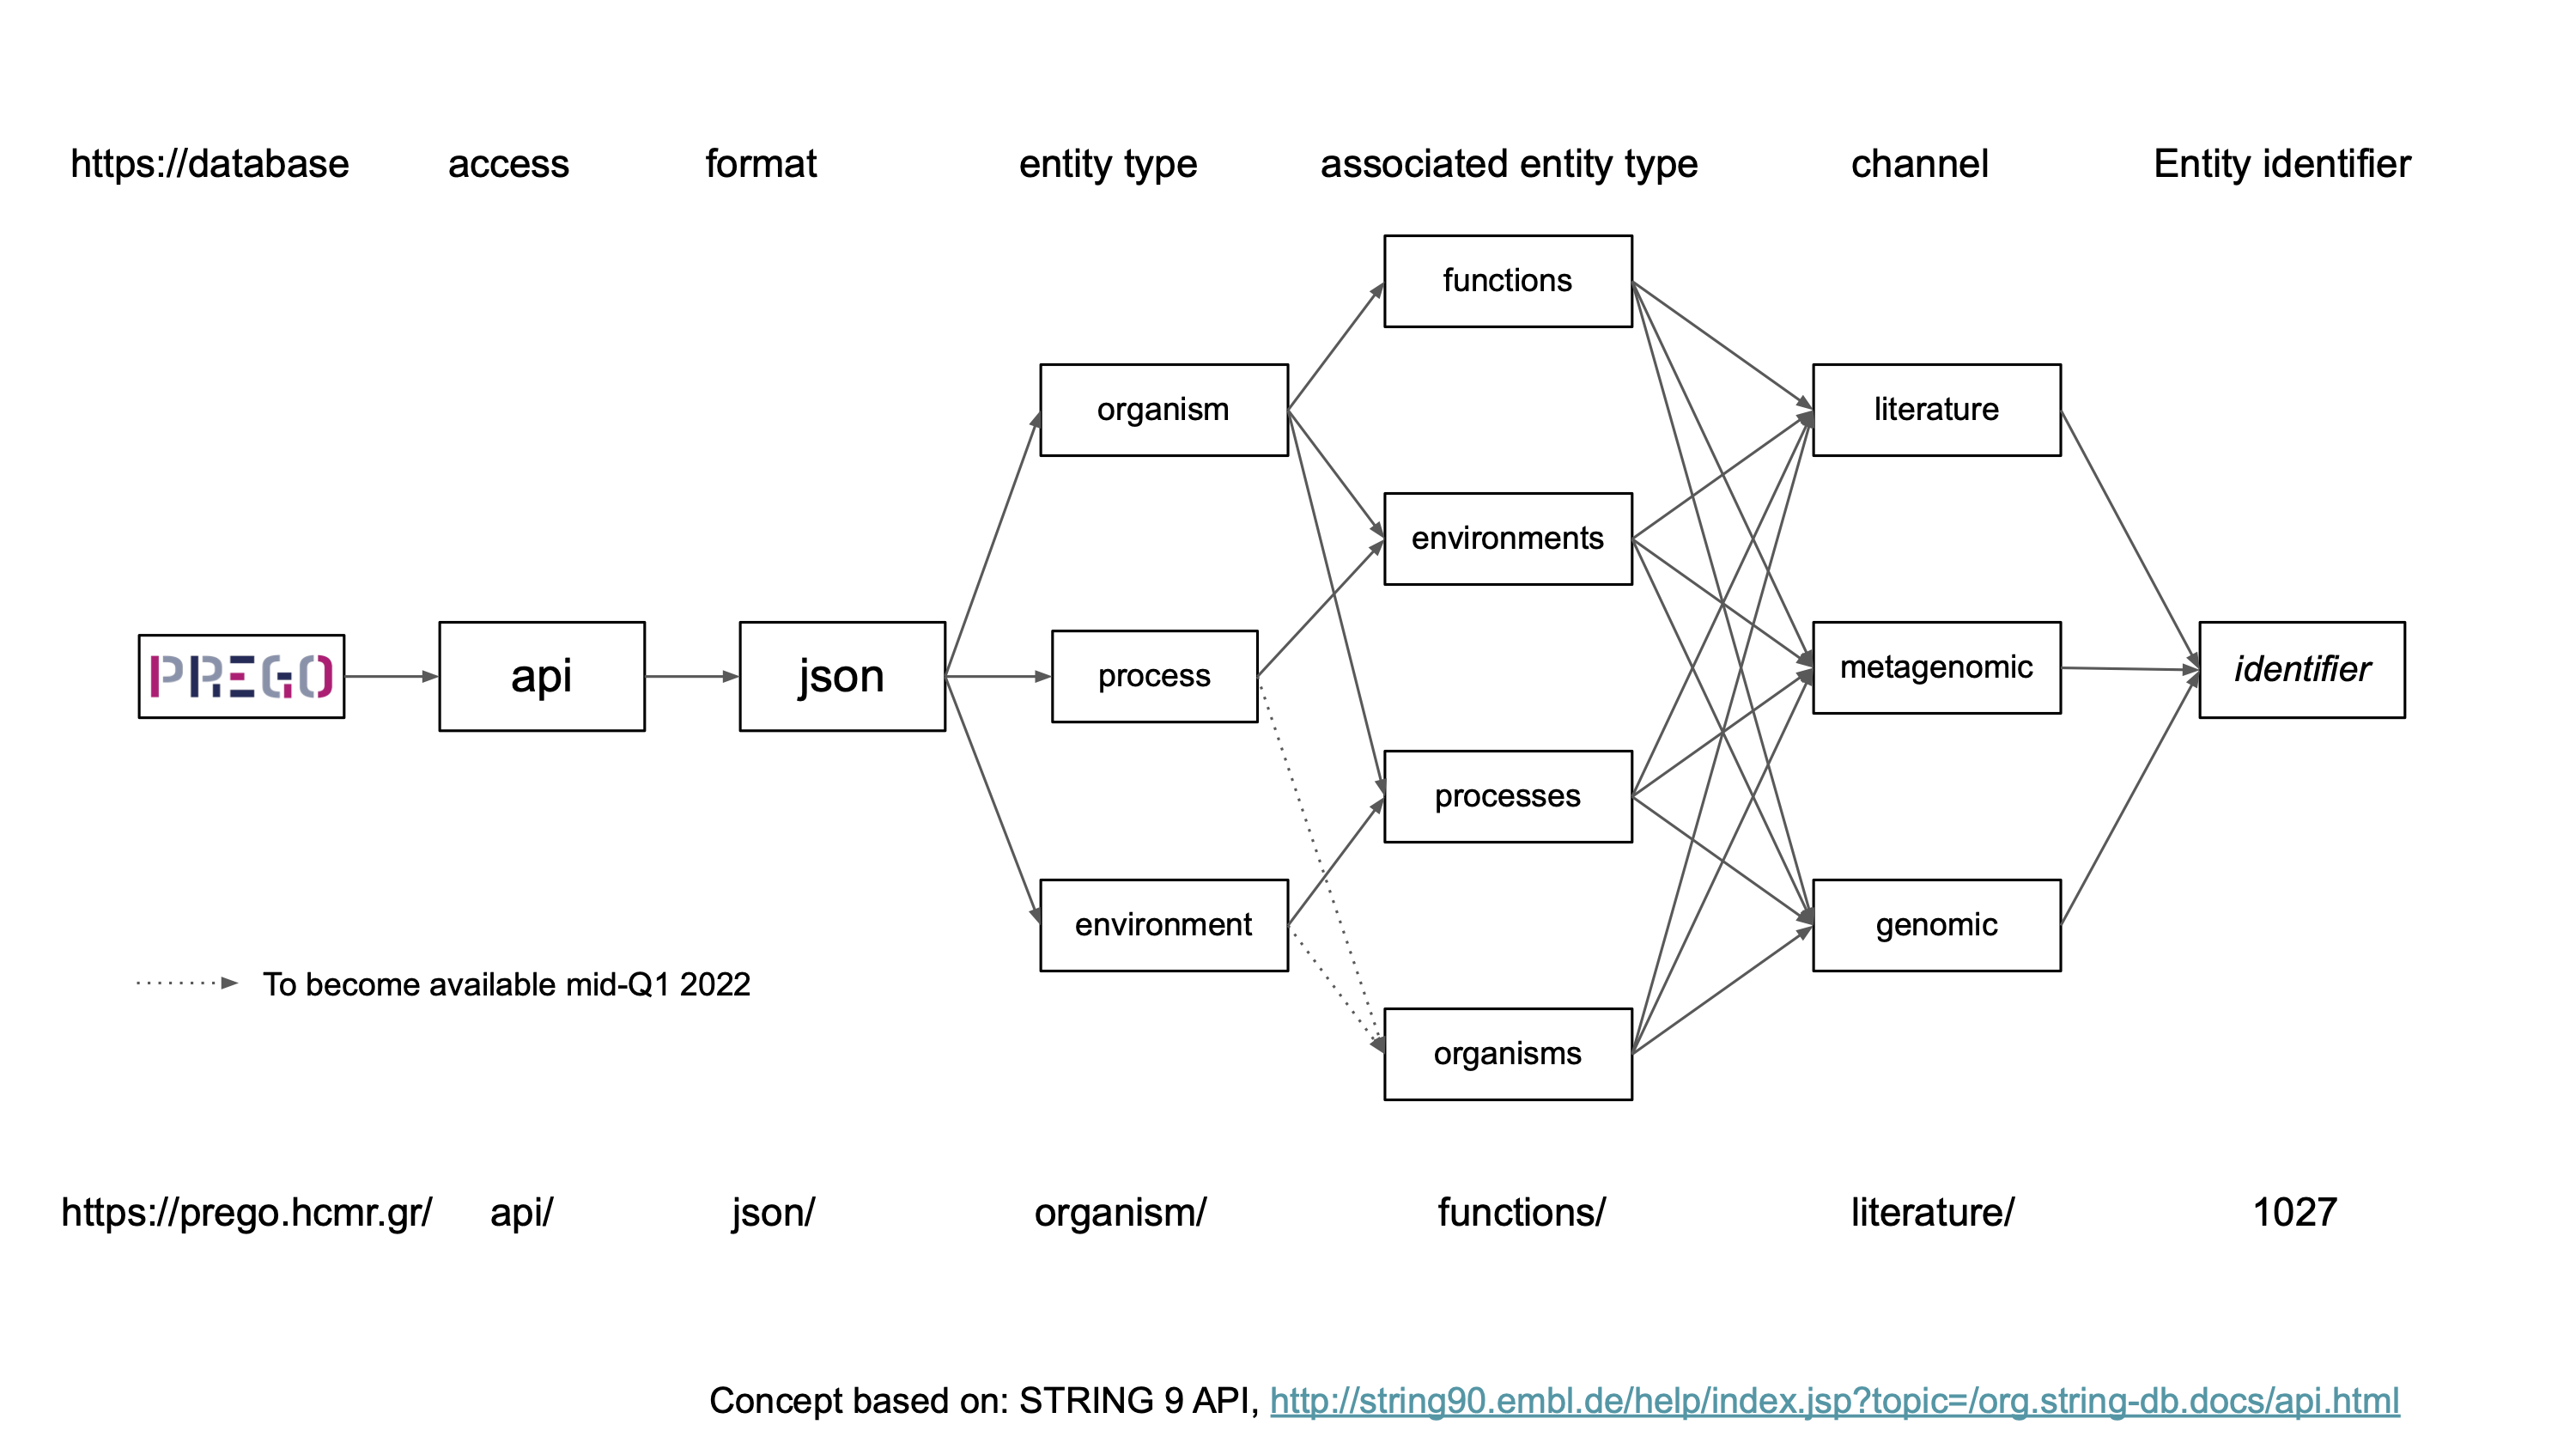 https://database access format entity type associated entity type channel Entity identifier
functions
organism
literature
environments
PREGO
api
json
process
metagenomic
identifier
processes
environment
genomic
To become available mid-Q1 2022
organisms
https://prego.hcmr.gr/ api/ json/ organism/ functions/ literature/ 1027
Concept based on: STRING 9 API, http://string90.embl.de/help/index.jsp?topic=/org.string-db.docs/api.html